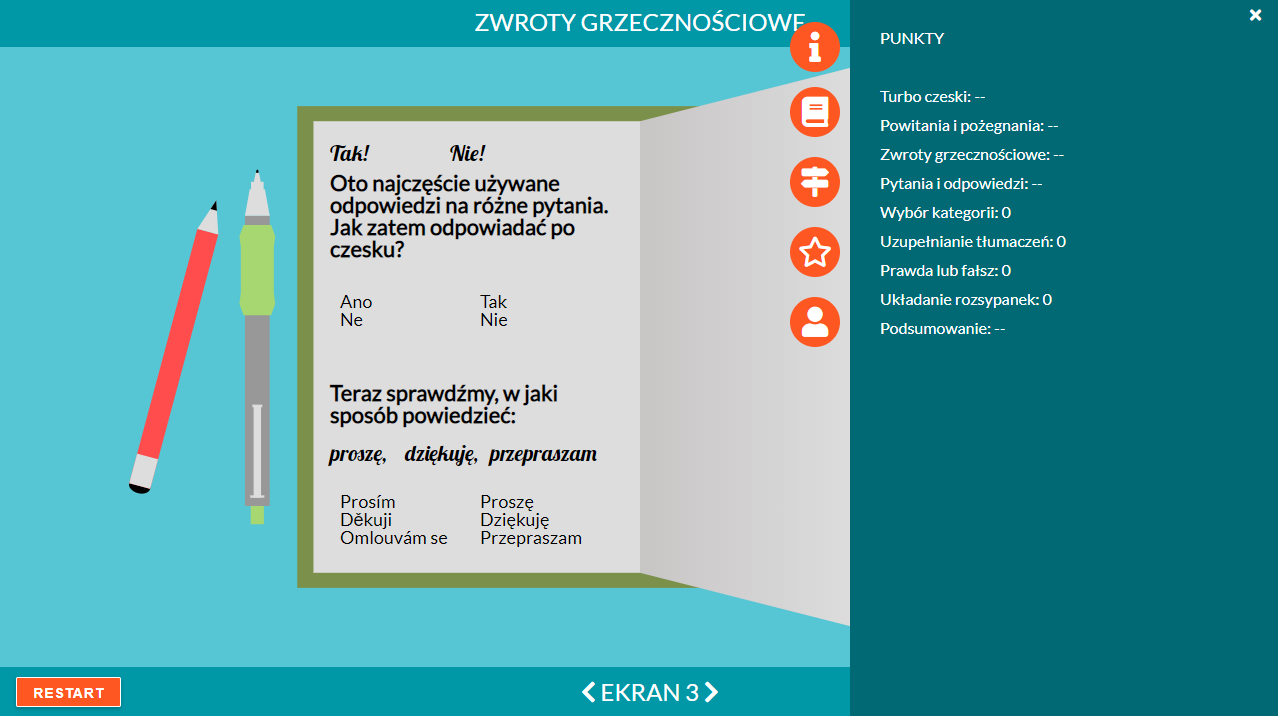 ZWROTY GRZECZNOŚCIOWE
Tak! Nie!
Oto najczęście używane
odpowiedzi na różne pytania.
Jak zatem odpowiadać po
czesku?
Ano Tak
Ne Nie
Teraz sprawdźmy, w jaki
sposób powiedzieć:
proszę, dziękuję, przepraszam
Prosím Proszę
Děkuji Dziękuję
Omlouvám se Przepraszam
RESTART
EKRAN 3
PUNKTY
Turbo czeski: --
Powitania i pożegnania: --
Zwroty grzecznościowe: --
Pytania i odpowiedzi: --
Wybór kategorii: 0
Uzupełnianie tłumaczeń: 0
Prawda lub fałsz: 0
Układanie rozsypanek: 0
Podsumowanie: --